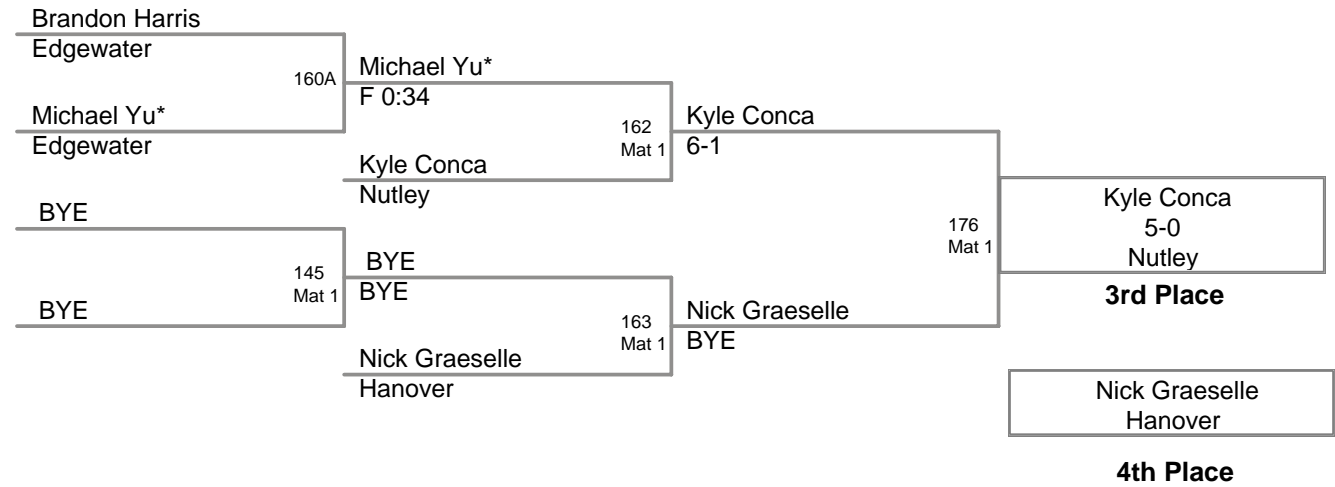 Brandon Harris
Edgewater
160A
Michael Yu*
F 0:34
Michael Yu*
Edgewater
162
Mat 1
Kyle Conca
6-1
Kyle Conca
Nutley
BYE
176
Mat 1
Kyle Conca
5-0
Nutley
3rd Place
145
Mat 1
BYE
BYE
BYE
163
Mat 1
Nick Graeselle
BYE
Nick Graeselle
Hanover
Nick Graeselle
Hanover
4th Place